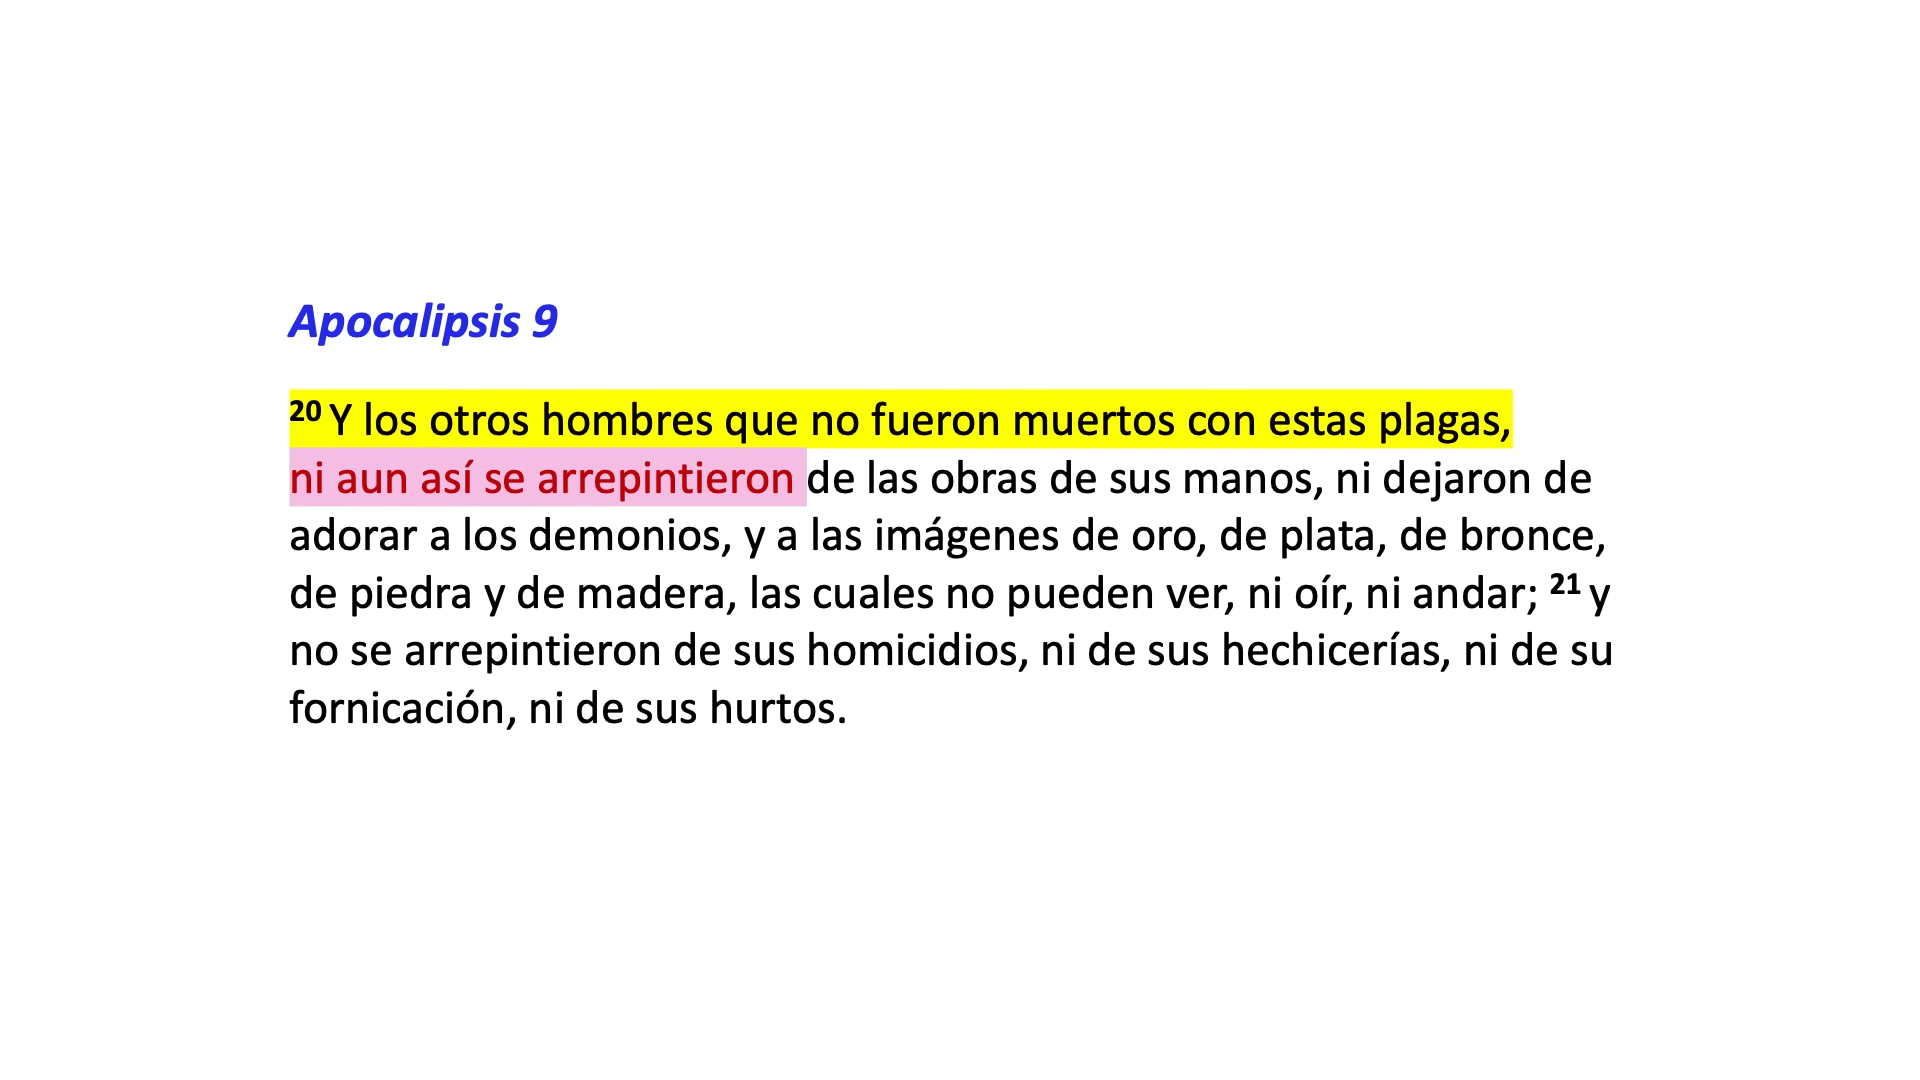 Apocalipsis 9
20 Y los otros hombres que no fueron muertos con estas plagas,
ni aun así se arrepintieron de las obras de sus manos, ni dejaron de
adorar a los demonios, y a las imágenes de oro, de plata, de bronce,
de piedra y de madera, las cuales no pueden ver, ni oír, ni andar; 21 y
no se arrepintieron de sus homicidios, ni de sus hechicerías, ni de su
fornicación, ni de sus hurtos.